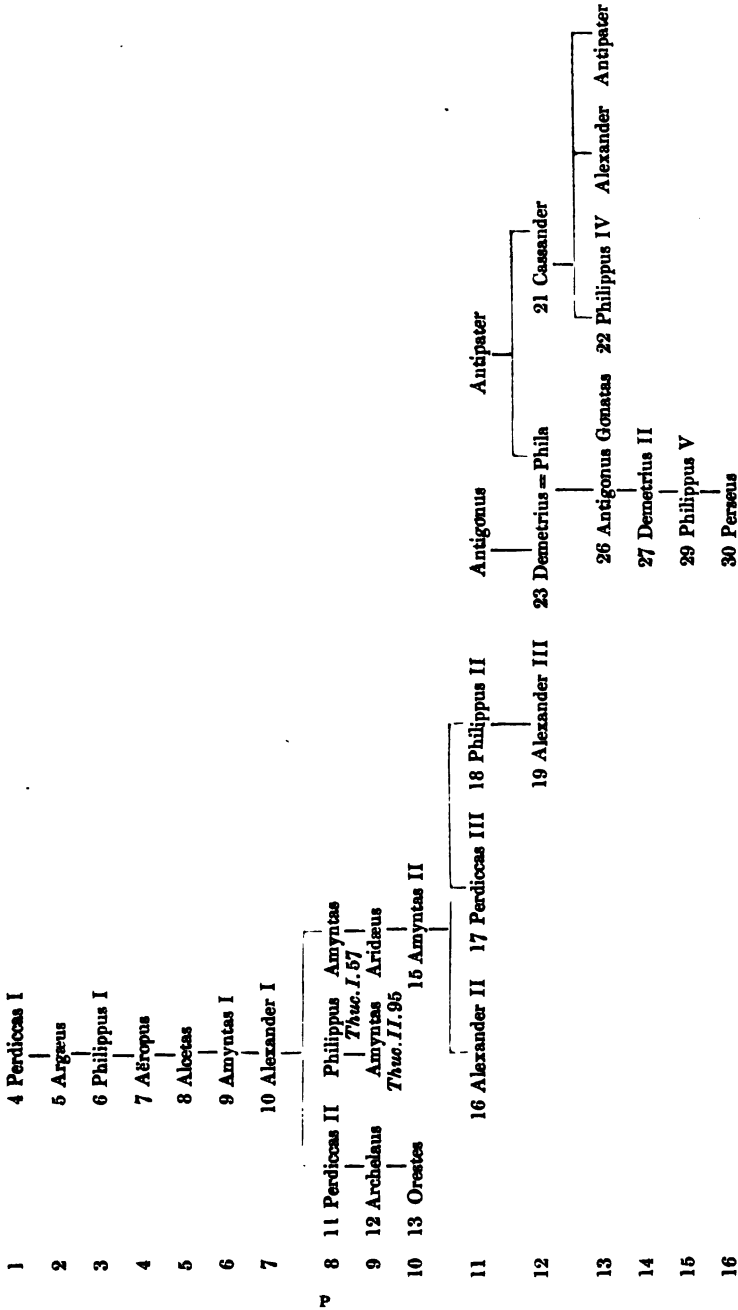 1 4 Perdiccas I
2 5 Argæus
3 6 Philippus I
4 7 Aëropus
5 8 Alcetas
6 9 Amyntas I
7 10 Alexander I
8 11 Perdiccas II Philippus Amyntas
Thuc. I. 57
9 12 Archelaus Amyntas Aridæus
Thuc. II. 95
10 13 Orestes 15 Amyntas II
11 16 Alexander II 17 Perdiccas III 18 Philippus II Antigonus Antipater
12 19 Alexander III 23 Demetrius = Phila 21 Cassander
13 26 Antigonus Gonatas 22 Philippus IV Alexander Antipater
14 27 Demetrius II
15 29 Philippus V
16 30 Perseus
d